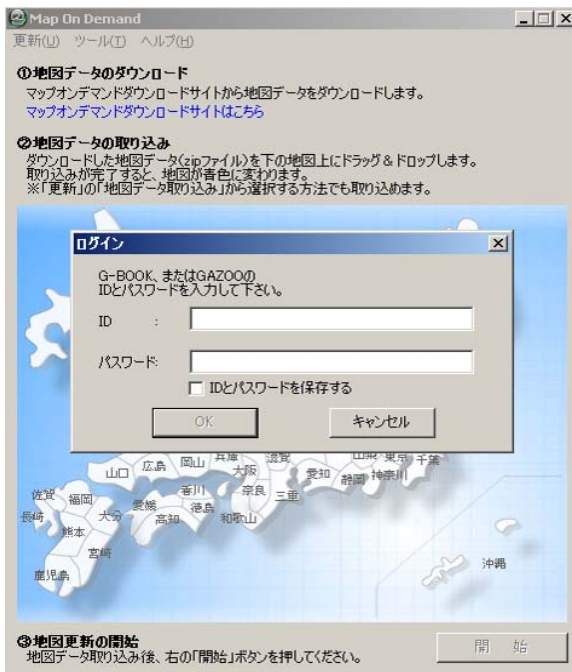 Map On Demand
更新(U) ツール(T) ヘルプ(H)
①地図データのダウンロード
マップオンデマンドダウンロードサイトから地図データをダウンロードします。
マップオンデマンドダウンロードサイトはこちら
②地図データの取り込み
ダウンロードした地図データ(zipファイル)を下の地図上にドラッグ&ドロップします。
取り込みが完了すると、地図が青色に変わります。
※「更新」の「地図データ取り込み」から選択する方法でも取り込めます。
ログイン
G-BOOK、またはGAZOOの
IDとパスワードを入力して下さい。
ID :
パスワード:
IDとパスワードを保存する
OK キャンセル
山口 広島 岡山 兵庫 滋賀 山梨 東京 千葉
大阪 愛知 静岡 神奈川
佐賀 福岡 愛媛 香川 奈良 三重
長崎 大分 高知 徳島 和歌山
熊本
宮崎
鹿児島
沖縄
③地図更新の開始
地図データ取り込み後、右の「開始」ボタンを押してください。
開 始